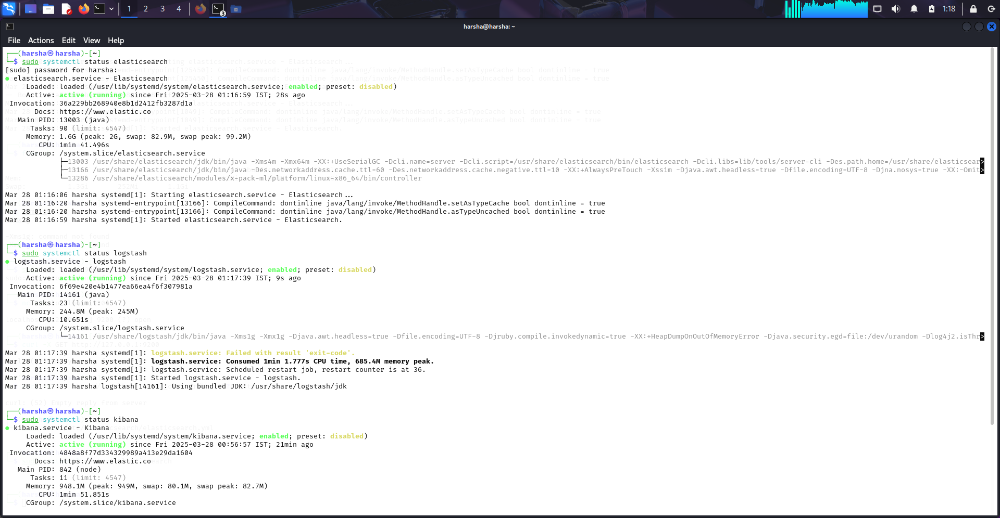 1 2 3 4
3
1:18
harsha@harsha: ~
File Actions Edit View Help
┌──(harsha㉿harsha)-[~]
└─$ sudo systemctl status elasticsearch
[sudo] password for harsha:
● elasticsearch.service - Elasticsearch
Loaded: loaded (/usr/lib/systemd/system/elasticsearch.service; enabled; preset: disabled)
Active: active (running) since Fri 2025-03-28 01:16:59 IST; 28s ago
Invocation: 36a229bb268940e8b1d2412fb3287d1a
Docs: https://www.elastic.co
Main PID: 13003 (java)
Tasks: 90 (limit: 4547)
Memory: 1.6G (peak: 2G, swap: 82.9M, swap peak: 99.2M)
CPU: 1min 41.496s
CGroup: /system.slice/elasticsearch.service
├─13003 /usr/share/elasticsearch/jdk/bin/java -Xms4m -Xmx64m -XX:+UseSerialGC -Dcli.name=server -Dcli.script=/usr/share/elasticsearch/bin/elasticsearch -Dcli.libs=lib/tools/server-cli -Des.path.home=/usr/share/elasticsear>
├─13166 /usr/share/elasticsearch/jdk/bin/java -Des.networkaddress.cache.ttl=60 -Des.networkaddress.cache.negative.ttl=10 -XX:+AlwaysPreTouch -Xss1m -Djava.awt.headless=true -Dfile.encoding=UTF-8 -Djna.nosys=true -XX:-Omit>
└─13286 /usr/share/elasticsearch/modules/x-pack-ml/platform/linux-x86_64/bin/controller
Mar 28 01:16:06 harsha systemd[1]: Starting elasticsearch.service - Elasticsearch...
Mar 28 01:16:20 harsha systemd-entrypoint[13166]: CompileCommand: dontinline java/lang/invoke/MethodHandle.setAsTypeCache bool dontinline = true
Mar 28 01:16:20 harsha systemd-entrypoint[13166]: CompileCommand: dontinline java/lang/invoke/MethodHandle.asTypeUncached bool dontinline = true
Mar 28 01:16:59 harsha systemd[1]: Started elasticsearch.service - Elasticsearch.
-Xms1g: command not found
┌──(harsha㉿harsha)-[~]
└─$ sudo systemctl status logstash
● logstash.service - logstash
Loaded: loaded (/usr/lib/systemd/system/logstash.service; enabled; preset: disabled)
Active: active (running) since Fri 2025-03-28 01:17:39 IST; 9s ago
Invocation: 6f69e420e4b1477ea66ea4f6f307981a
Main PID: 14161 (java)
Tasks: 23 (limit: 4547)
Memory: 244.8M (peak: 245M)
CPU: 10.651s
CGroup: /system.slice/logstash.service
└─14161 /usr/share/logstash/jdk/bin/java -Xms1g -Xmx1g -Djava.awt.headless=true -Dfile.encoding=UTF-8 -Djruby.compile.invokedynamic=true -XX:+HeapDumpOnOutOfMemoryError -Djava.security.egd=file:/dev/urandom -Dlog4j2.isThr>
GET http://127.0.0.1:9200
Mar 28 01:17:39 harsha systemd[1]: logstash.service: Failed with result 'exit-code'.
Mar 28 01:17:39 harsha systemd[1]: logstash.service: Consumed 1min 1.777s CPU time, 685.4M memory peak.
Mar 28 01:17:39 harsha systemd[1]: logstash.service: Scheduled restart job, restart counter is at 36.
Mar 28 01:17:39 harsha systemd[1]: Started logstash.service - logstash.
Mar 28 01:17:39 harsha logstash[14161]: Using bundled JDK: /usr/share/logstash/jdk
curl: (52) Empty reply from server
┌──(harsha㉿harsha)-[~]
└─$ sudo systemctl status kibana
● kibana.service - Kibana
Loaded: loaded (/usr/lib/systemd/system/kibana.service; enabled; preset: disabled)
Active: active (running) since Fri 2025-03-28 00:56:57 IST; 21min ago
Invocation: 4848a8f77d334329989a413e29da1604
Docs: https://www.elastic.co
Main PID: 842 (node)
Tasks: 11 (limit: 4547)
Memory: 948.1M (peak: 949M, swap: 80.1M, swap peak: 82.7M)
CPU: 1min 51.851s
CGroup: /system.slice/kibana.service